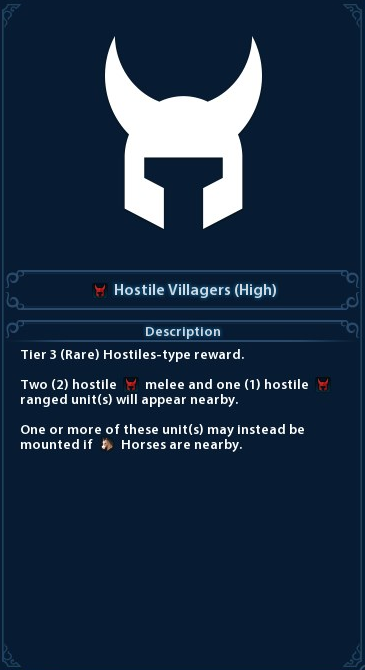 Hostile Villagers (High)
Description
Tier 3 (Rare) Hostiles-type reward.
Two (2) hostile melee and one (1) hostile
ranged unit(s) will appear nearby.
One or more of these unit(s) may instead be
mounted if Horses are nearby.